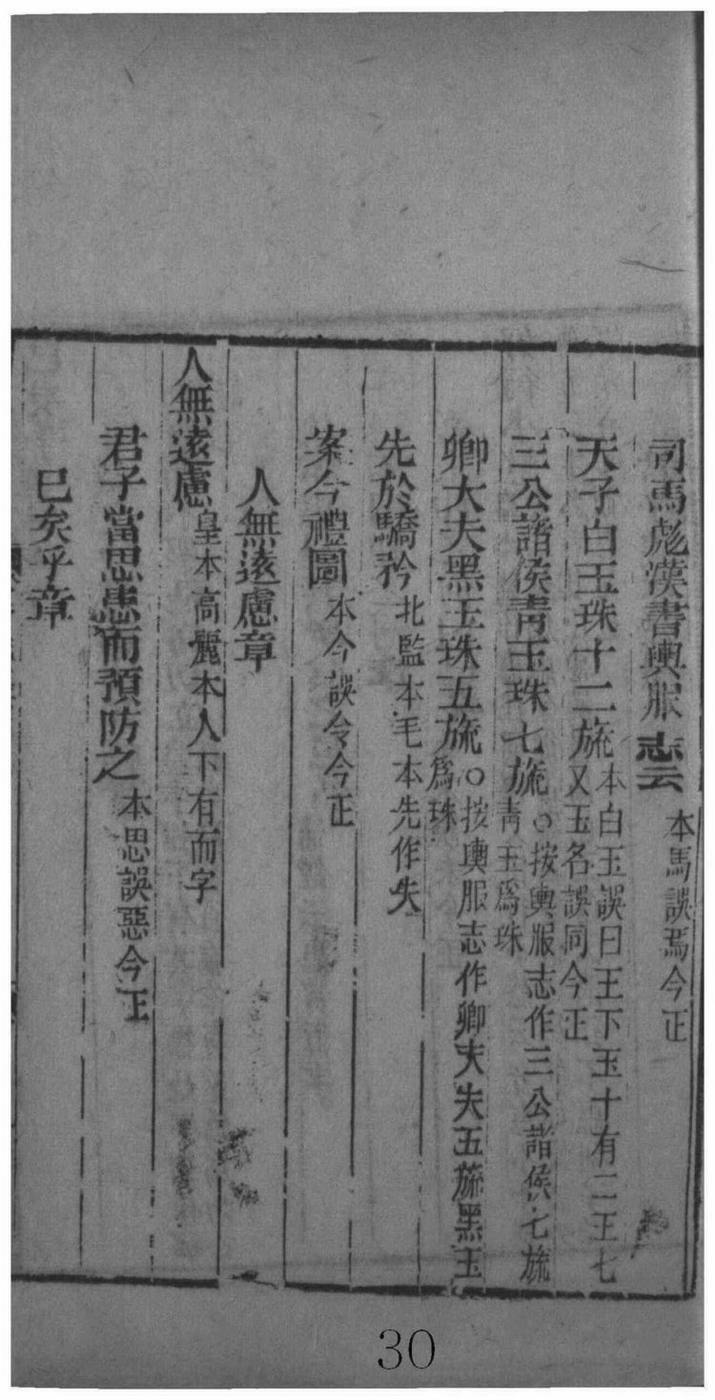 司馬彪漢書輿服志云本馬誤焉今正
天子白玉珠十二旒本白玉誤曰王下玉十有二王七又玉名誤同今正
三公諸侯青玉珠七旒○按輿服志作三公諸侯七旒青玉爲珠
卿大夫黑玉珠五旒○按輿服志作卿大夫五旒黑玉爲珠
先於驕矜北監本毛本先作失
案今禮圖本今誤令今正
人無遠慮章
人無遠慮皇本高麗本人下有而字
君子當思患而預防之本思誤惡今正
已矣乎章
30